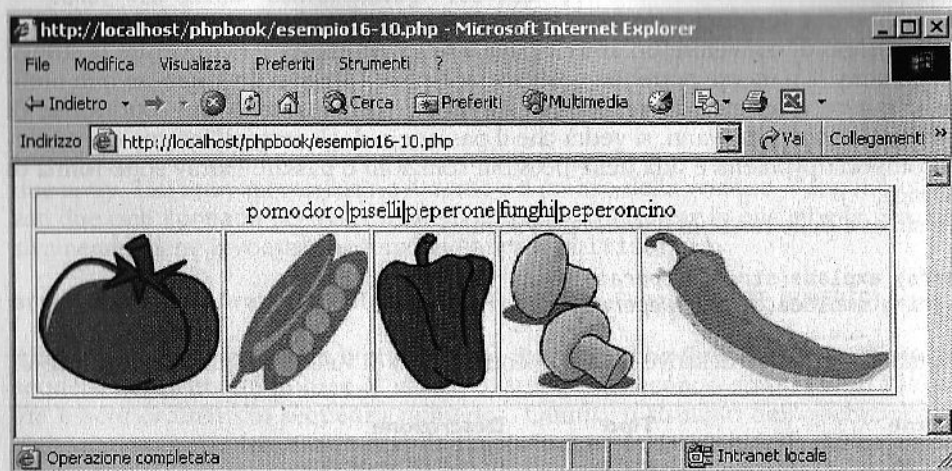 http://localhost/phpbook/esempio16-10.php - Microsoft Internet Explorer
File Modifica Visualizza Preferiti Strumenti ?
Indietro Cerca Preferiti Multimedia
Indirizzo http://localhost/phpbook/esempio16-10.php Vai Collegamenti »
pomodoro|piselli|peperone|funghi|peperoncino
Operazione completata Intranet locale